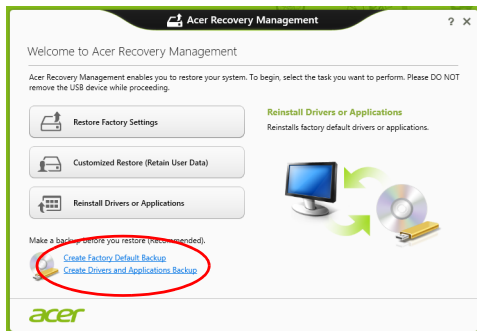 Acer Recovery Management
? X
Welcome to Acer Recovery Management
Acer Recovery Management enables you to restore your system. To begin, select the task you want to perform. Please DO NOT
remove the USB device while proceeding.
Restore Factory Settings
Customized Restore (Retain User Data)
Reinstall Drivers or Applications
Reinstall Drivers or Applications
Reinstalls factory default drivers or applications.
Make a backup before you restore (Recommended).
Create Factory Default Backup
Create Drivers and Applications Backup
acer